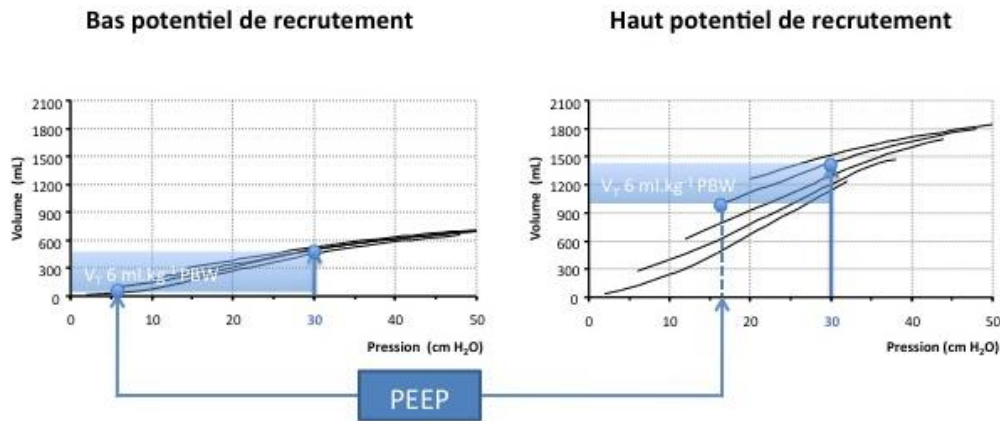 Bas potentiel de recrutement
Volume (mL)
2100
1800
1500
1200
900
600
300
0
V_T 6 ml.kg⁻¹ PBW
0 10 20 30 40 50
Pression (cm H₂O)
Haut potentiel de recrutement
Volume (mL)
2100
1800
1500
1200
900
600
300
0
V_T 6 ml.kg⁻¹ PBW
0 10 20 30 40 50
Pression (cm H₂O)
PEEP